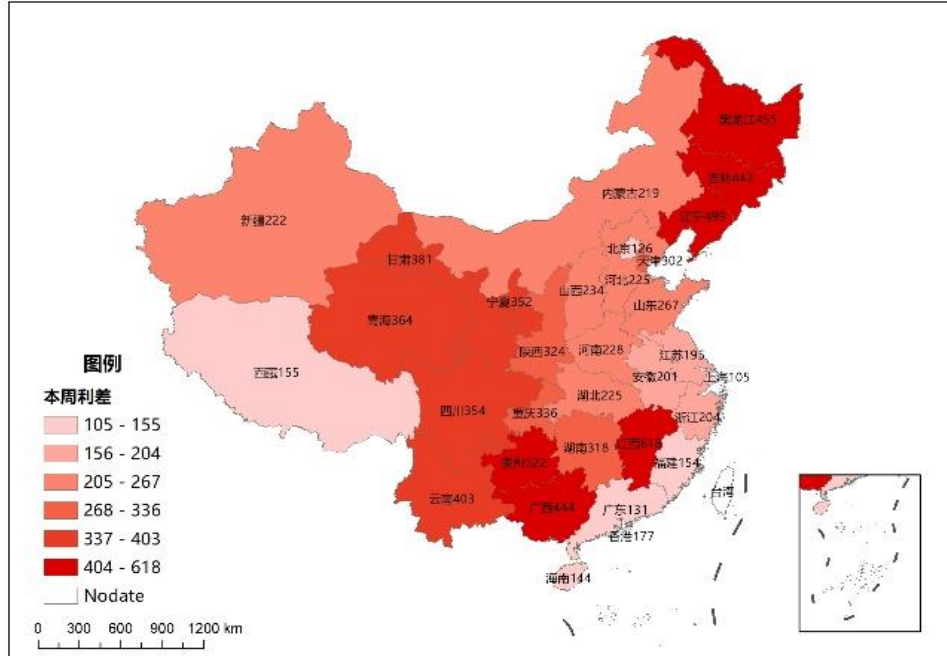 黑龙江455
吉林442
内蒙古219
辽宁499
新疆222
北京126
天津302
甘肃381
河北225
山西234
宁夏352
山东267
青海364
陕西324
河南228
江苏195
西藏155
安徽201
上海105
湖北225
浙江204
四川354
重庆336
湖南318
江西618
贵州522
福建154
云南403
广西444
广东131
台湾
香港177
海南144
图例
本周利差
105 - 155
156 - 204
205 - 267
268 - 336
337 - 403
404 - 618
Nodate
0 300 600 900 1200 km